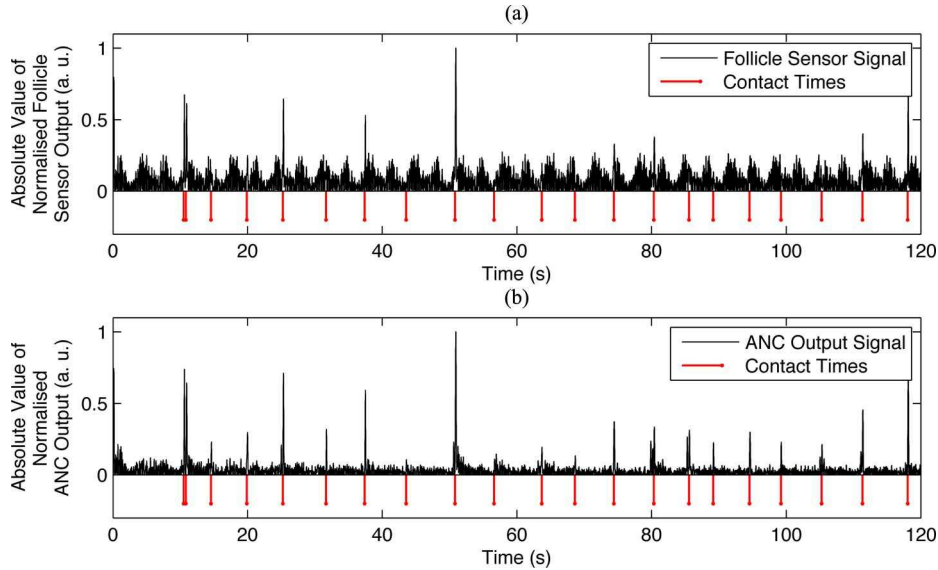 (a)
Absolute Value of
Normalised Follicle
Sensor Output (a. u.)
1
0.5
0
Follicle Sensor Signal
Contact Times
0 20 40 60 80 100 120
Time (s)
(b)
Absolute Value of
Normalised
ANC Output (a. u.)
1
0.5
0
ANC Output Signal
Contact Times
0 20 40 60 80 100 120
Time (s)